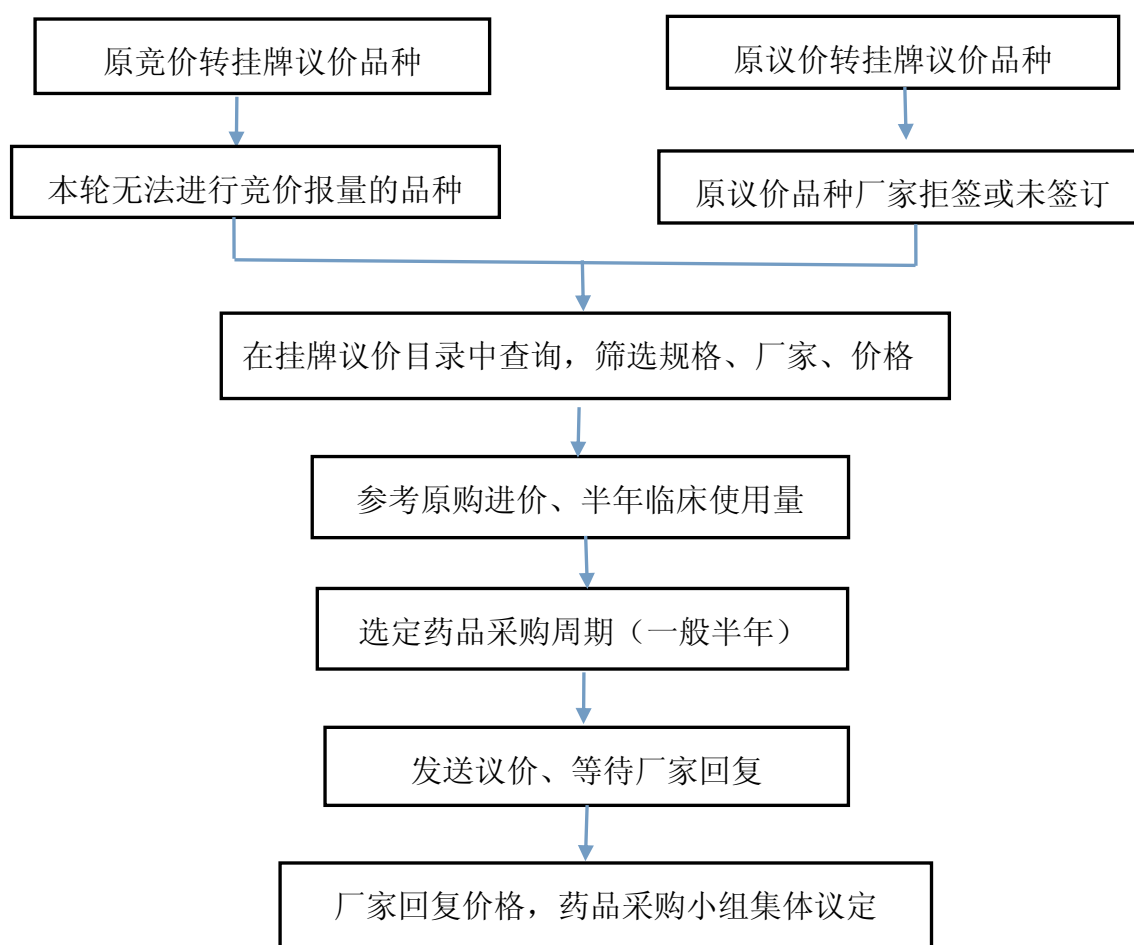 原竞价转挂牌议价品种
原议价转挂牌议价品种
本轮无法进行竞价报量的品种
原议价品种厂家拒签或未签订
在挂牌议价目录中查询，筛选规格、厂家、价格
参考原购进价、半年临床使用量
选定药品采购周期（一般半年）
发送议价、等待厂家回复
厂家回复价格，药品采购小组集体议定